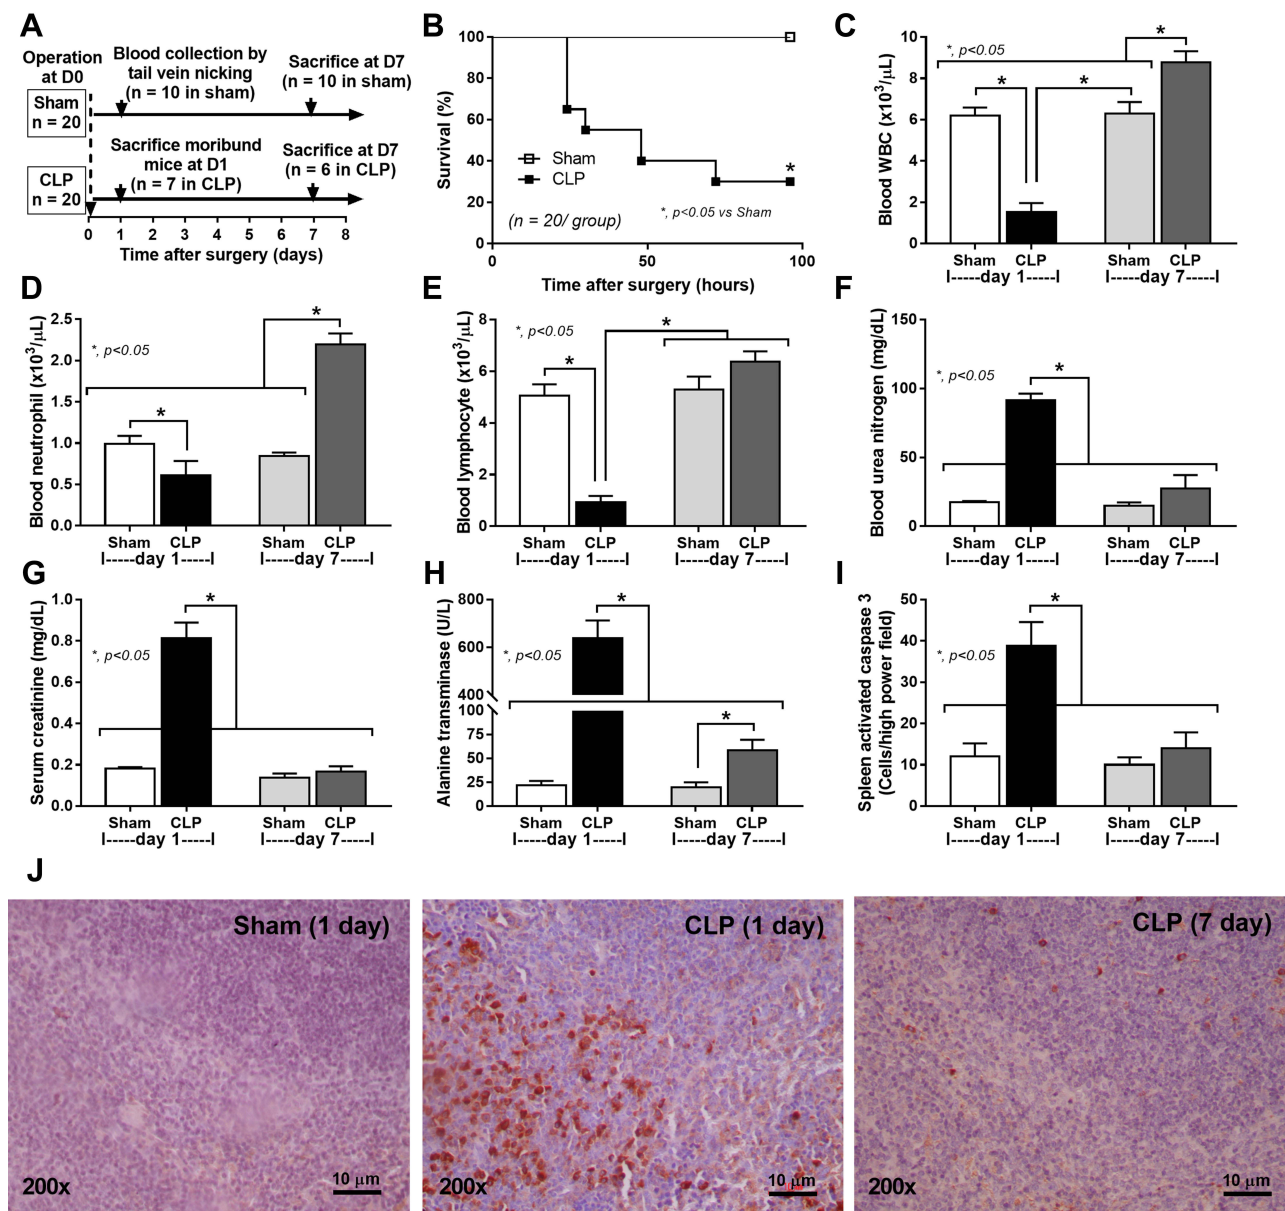 A
Operation
at D0
Sham
n = 20
CLP
n = 20
Blood collection by
tail vein nicking
(n = 10 in sham)
Sacrifice at D7
(n = 10 in sham)
Sacrifice moribund
mice at D1
(n = 7 in CLP)
Sacrifice at D7
(n = 6 in CLP)
0 1 2 3 4 5 6 7 8
Time after surgery (days)
B
Survival (%)
100
80
60
40
20
0
Sham
CLP
*
(n = 20/ group)
*, p<0.05 vs Sham
0 50 100
Time after surgery (hours)
C
Blood WBC (x10³/µL)
10
8
6
4
2
0
*, p<0.05
* * *
Sham CLP Sham CLP
I-----day 1-----I I-----day 7-----I
D
Blood neutrophil (x10³/µL)
2.5
2.0
1.5
1.0
0.5
0.0
*, p<0.05
* *
Sham CLP Sham CLP
I-----day 1-----I I-----day 7-----I
E
Blood lymphocyte (x10³/µL)
8
6
4
2
0
*, p<0.05
* *
Sham CLP Sham CLP
I-----day 1-----I I-----day 7-----I
F
Blood urea nitrogen (mg/dL)
150
100
50
0
*, p<0.05
*
Sham CLP Sham CLP
I-----day 1-----I I-----day 7-----I
G
Serum creatinine (mg/dL)
1.0
0.8
0.6
0.4
0.2
0.0
*, p<0.05
*
Sham CLP Sham CLP
I-----day 1-----I I-----day 7-----I
H
Alanine transminase (U/L)
800
600
400
100
75
50
25
0
*, p<0.05
* *
Sham CLP Sham CLP
I-----day 1-----I I-----day 7-----I
I
Spleen activated caspase 3
(Cells/high power field)
50
40
30
20
10
0
*, p<0.05
*
Sham CLP Sham CLP
I-----day 1-----I I-----day 7-----I
J
Sham (1 day)
200x
10 µm
CLP (1 day)
200x
10 µm
CLP (7 day)
200x
10 µm